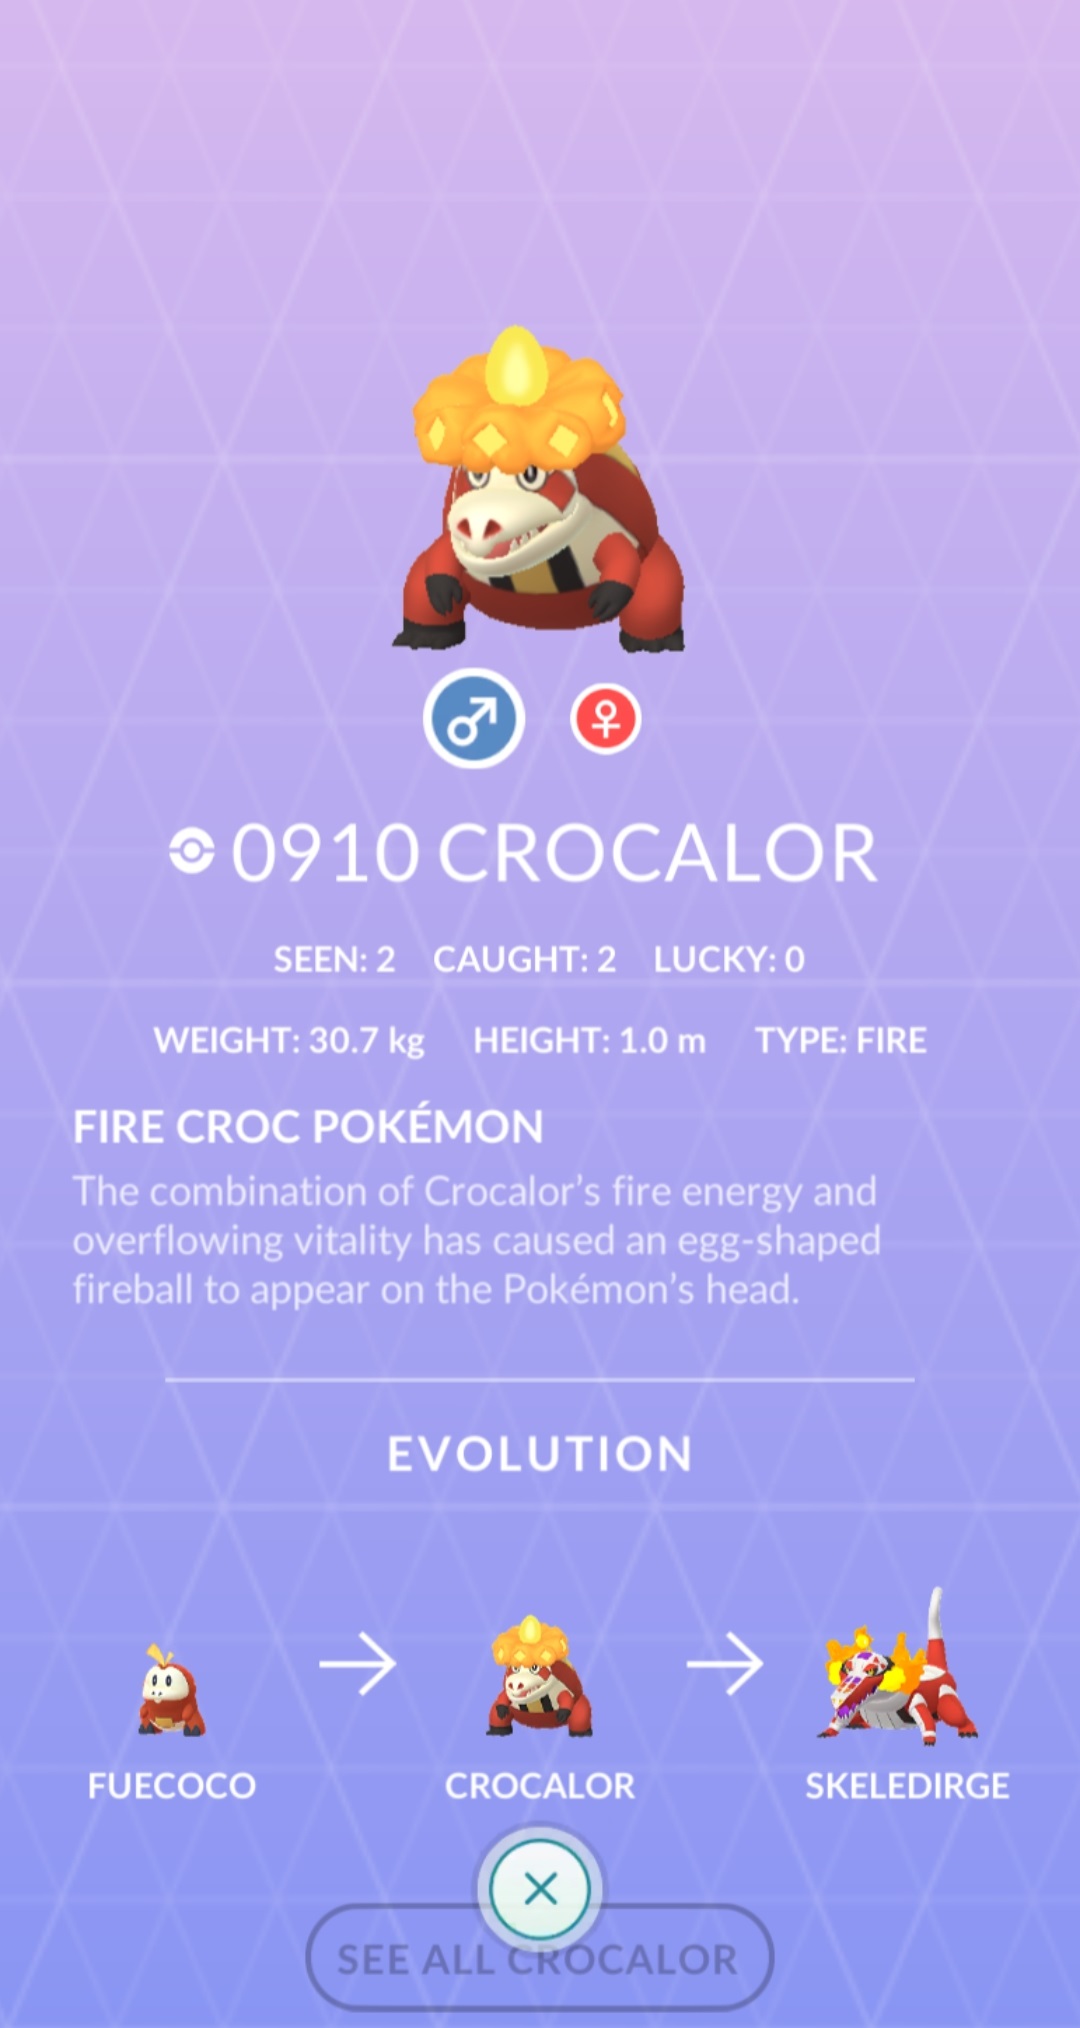 0910 CROCALOR
SEEN: 2 CAUGHT: 2 LUCKY: 0
WEIGHT: 30.7 kg HEIGHT: 1.0 m TYPE: FIRE
FIRE CROC POKÉMON
The combination of Crocalor’s fire energy and
overflowing vitality has caused an egg-shaped
fireball to appear on the Pokémon’s head.
EVOLUTION
FUECOCO CROCALOR SKELEDIRGE
SEE ALL CROCALOR